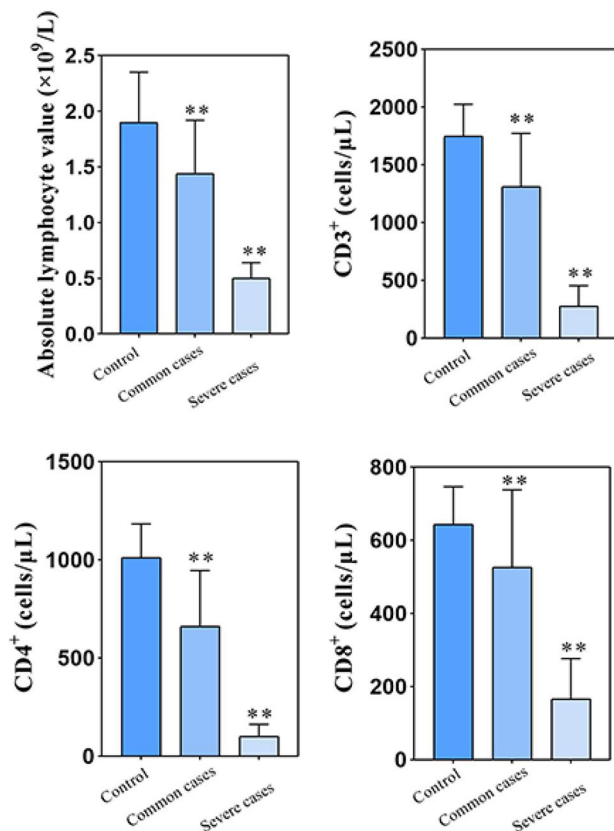 Absolute lymphocyte value (×10⁹/L)
2.5
2.0
1.5
1.0
0.5
0.0
**
**
Control
Common cases
Severe cases
CD3⁺ (cells/μL)
2500
2000
1500
1000
500
0
**
**
Control
Common cases
Severe cases
CD4⁺ (cells/μL)
1500
1000
500
0
**
**
Control
Common cases
Severe cases
CD8⁺ (cells/μL)
800
600
400
200
0
**
**
Control
Common cases
Severe cases